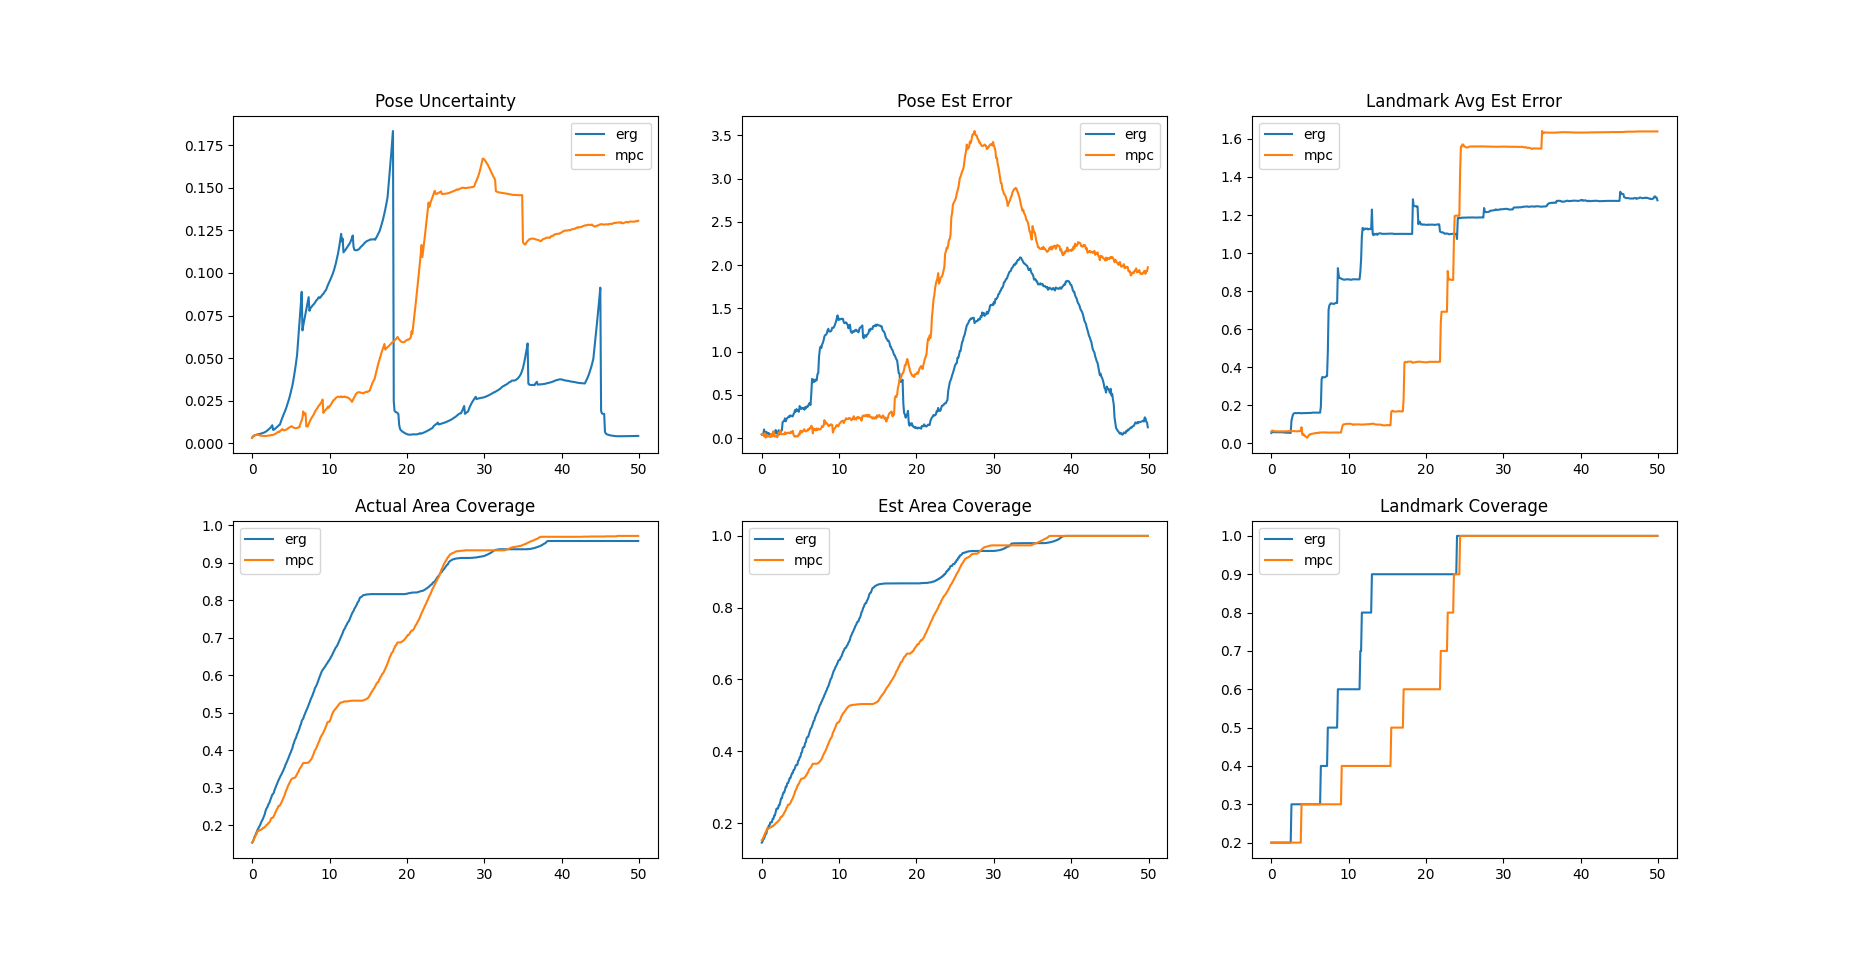 Pose Uncertainty
erg
mpc
0.175
0.150
0.125
0.100
0.075
0.050
0.025
0.000
0 10 20 30 40 50
Pose Est Error
erg
mpc
3.5
3.0
2.5
2.0
1.5
1.0
0.5
0.0
0 10 20 30 40 50
Landmark Avg Est Error
erg
mpc
1.6
1.4
1.2
1.0
0.8
0.6
0.4
0.2
0.0
0 10 20 30 40 50
Actual Area Coverage
erg
mpc
1.0
0.9
0.8
0.7
0.6
0.5
0.4
0.3
0.2
0 10 20 30 40 50
Est Area Coverage
erg
mpc
1.0
0.8
0.6
0.4
0.2
0 10 20 30 40 50
Landmark Coverage
erg
mpc
1.0
0.9
0.8
0.7
0.6
0.5
0.4
0.3
0.2
0 10 20 30 40 50